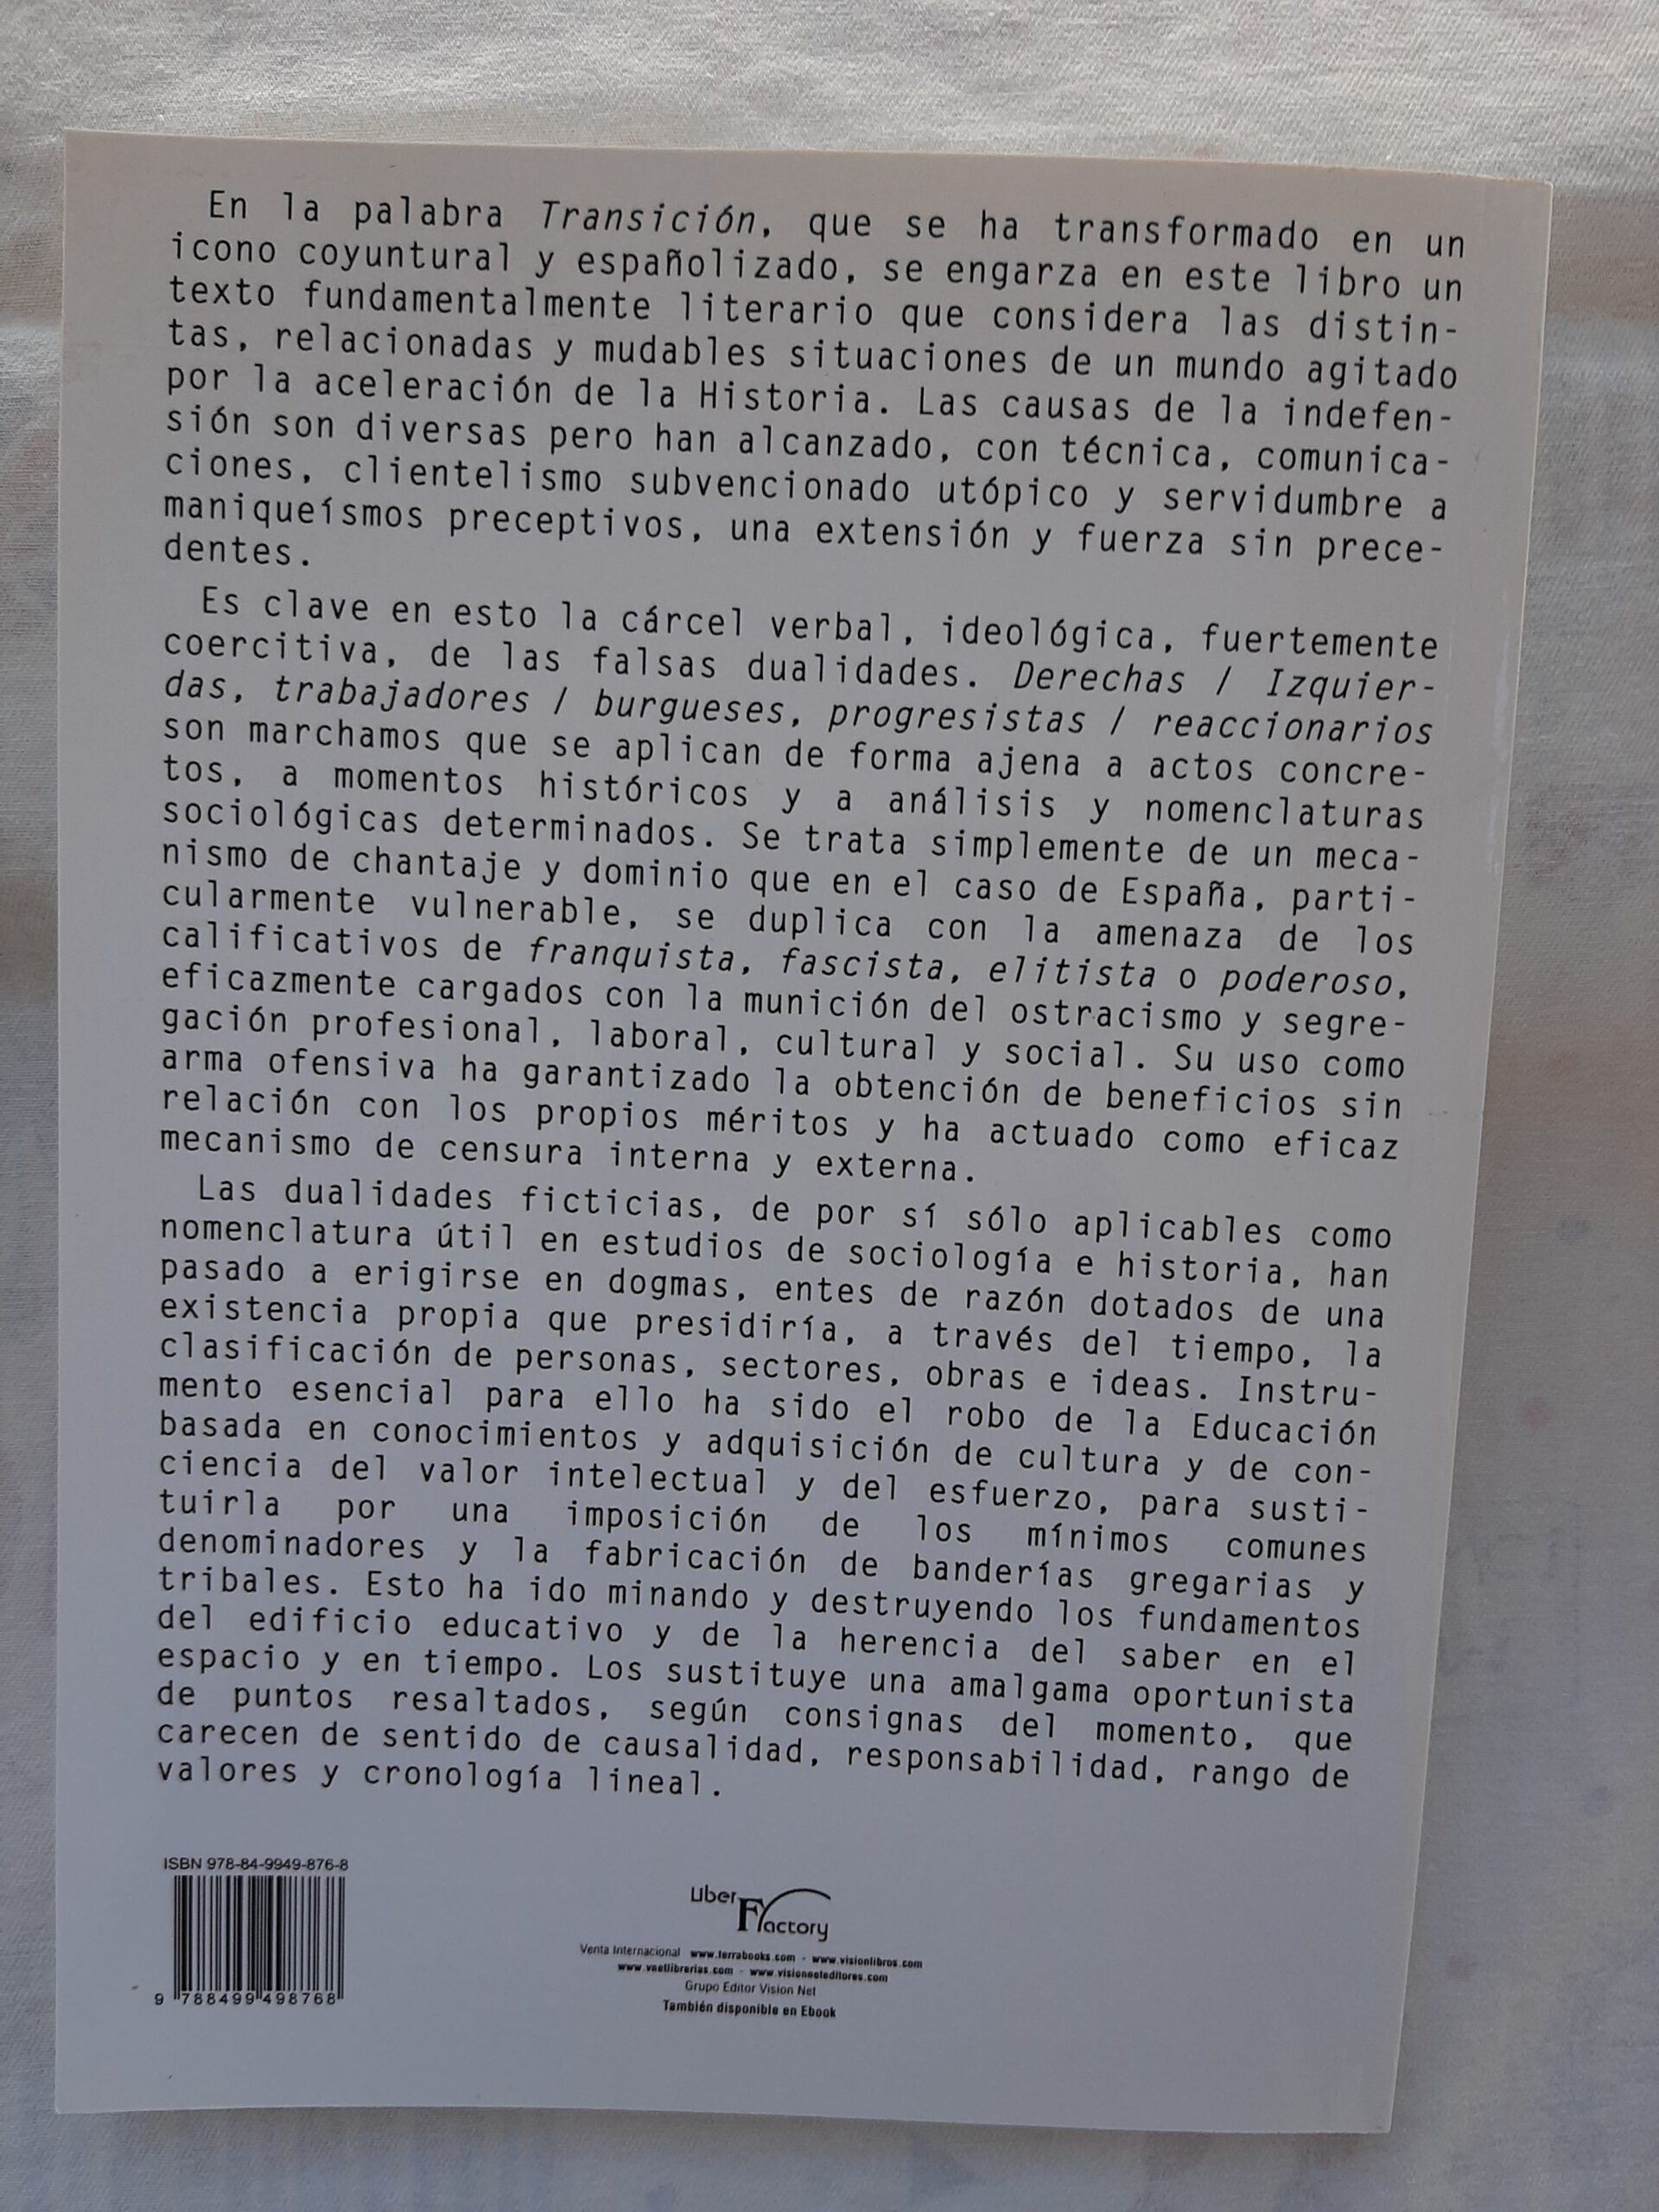 En la palabra Transición, que se ha transformado en un
icono coyuntural y españolizado, se engarza en este libro un
texto fundamentalmente literario que considera las distin-
tas, relacionadas y mudables situaciones de un mundo agitado
por la aceleración de la Historia. Las causas de la indefen-
sión son diversas pero han alcanzado, con técnica, comunica-
ciones, clientelismo subvencionado utópico y servidumbre a
maniqueísmos preceptivos, una extensión y fuerza sin prece-
dentes.
Es clave en esto la cárcel verbal, ideológica, fuertemente
coercitiva, de las falsas dualidades. Derechas / Izquier-
das, trabajadores / burgueses, progresistas / reaccionarios
son marchamos que se aplican de forma ajena a actos concre-
tos, a momentos históricos y a análisis y nomenclaturas
sociológicas determinados. Se trata simplemente de un meca-
nismo de chantaje y dominio que en el caso de España, parti-
cularmente vulnerable, se duplica con la amenaza de los
calificativos de franquista, fascista, elitista o poderoso,
eficazmente cargados con la munición del ostracismo y segre-
gación profesional, laboral, cultural y social. Su uso como
arma ofensiva ha garantizado la obtención de beneficios sin
relación con los propios méritos y ha actuado como eficaz
mecanismo de censura interna y externa.
Las dualidades ficticias, de por sí sólo aplicables como
nomenclatura útil en estudios de sociología e historia, han
pasado a erigirse en dogmas, entes de razón dotados de una
existencia propia que presidiría, a través del tiempo, la
clasificación de personas, sectores, obras e ideas. Instru-
mento esencial para ello ha sido el robo de la Educación
basada en conocimientos y adquisición de cultura y de con-
ciencia del valor intelectual y del esfuerzo, para susti-
tuirla por una imposición de los mínimos comunes
denominadores y la fabricación de banderías gregarias y
tribales. Esto ha ido minando y destruyendo los fundamentos
del edificio educativo y de la herencia del saber en el
espacio y en tiempo. Los sustituye una amalgama oportunista
de puntos resaltados, según consignas del momento, que
carecen de sentido de causalidad, responsabilidad, rango de
valores y cronología lineal.
ISBN 978-84-9949-876-8
9 788499 498768
Liber
Factory
Venta Internacional www.terrabooks.com - www.visionlibros.com
www.vnetlibrerias.com - www.visionneteditores.com
Grupo Editor Vision Net
También disponible en Ebook